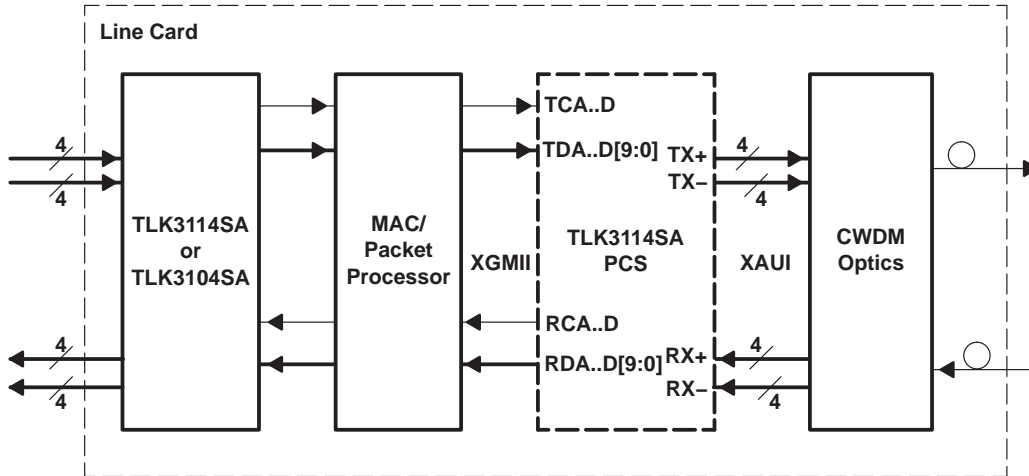 Line Card
4
4
TLK3114SA
or
TLK3104SA
4
4
MAC/
Packet
Processor
XGMII
TCA..D
TDA..D[9:0]
TX+
TX−
TLK3114SA
PCS
RCA..D
RDA..D[9:0]
RX+
RX−
4
4
XAUI
4
4
CWDM
Optics